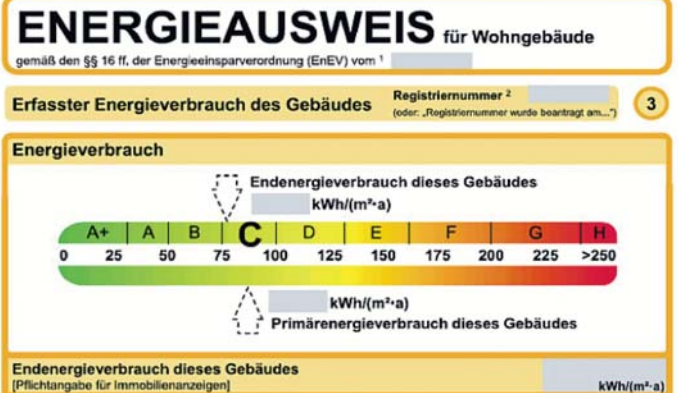 ENERGIEAUSWEIS für Wohngebäude
gemäß den §§ 16 ff. der Energieeinsparverordnung (EnEV) vom ¹
Erfasster Energieverbrauch des Gebäudes
Registriernummer ²
(oder: „Registriernummer wurde beantragt am...")
3
Energieverbrauch
Endenergieverbrauch dieses Gebäudes
kWh/(m²·a)
A+ A B C D E F G H
0 25 50 75 100 125 150 175 200 225 >250
kWh/(m²·a)
Primärenergieverbrauch dieses Gebäudes
Endenergieverbrauch dieses Gebäudes
[Pflichtangabe für Immobilienanzeigen]
kWh/(m²·a)